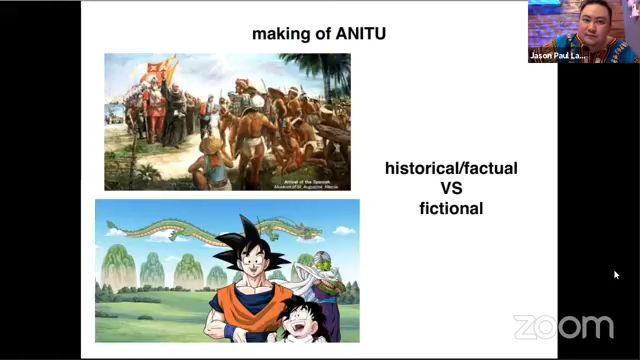 making of ANITU
Jason Paul La...
Arrival of the Spanish
historical/factual
VS
fictional
zoom